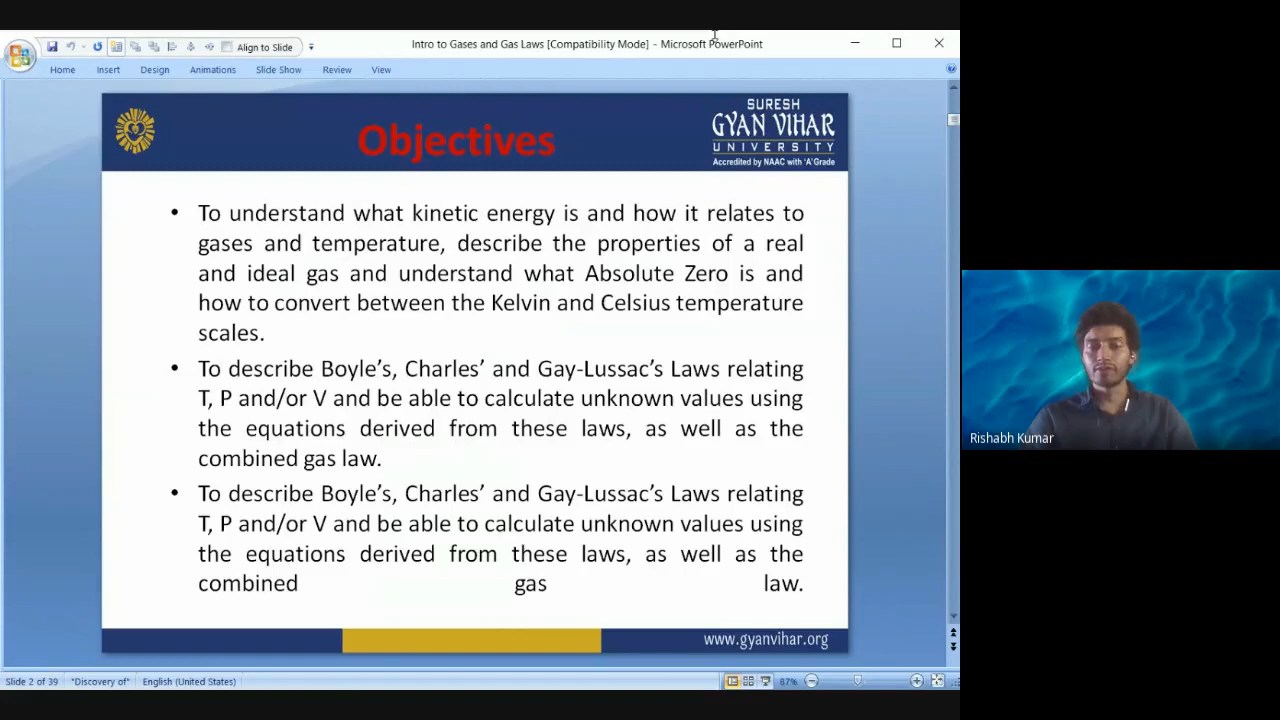 Align to Slide
Intro to Gases and Gas Laws [Compatibility Mode] - Microsoft PowerPoint
Home Insert Design Animations Slide Show Review View
Objectives
SURESH
GYAN VIHAR
UNIVERSITY
Accredited by NAAC with 'A' Grade
• To understand what kinetic energy is and how it relates to
gases and temperature, describe the properties of a real
and ideal gas and understand what Absolute Zero is and
how to convert between the Kelvin and Celsius temperature
scales.
• To describe Boyle's, Charles' and Gay-Lussac's Laws relating
T, P and/or V and be able to calculate unknown values using
the equations derived from these laws, as well as the
combined gas law.
• To describe Boyle's, Charles' and Gay-Lussac's Laws relating
T, P and/or V and be able to calculate unknown values using
the equations derived from these laws, as well as the
combined gas law.
www.gyanvihar.org
Rishabh Kumar
Slide 2 of 39 "Discovery of" English (United States) 87%